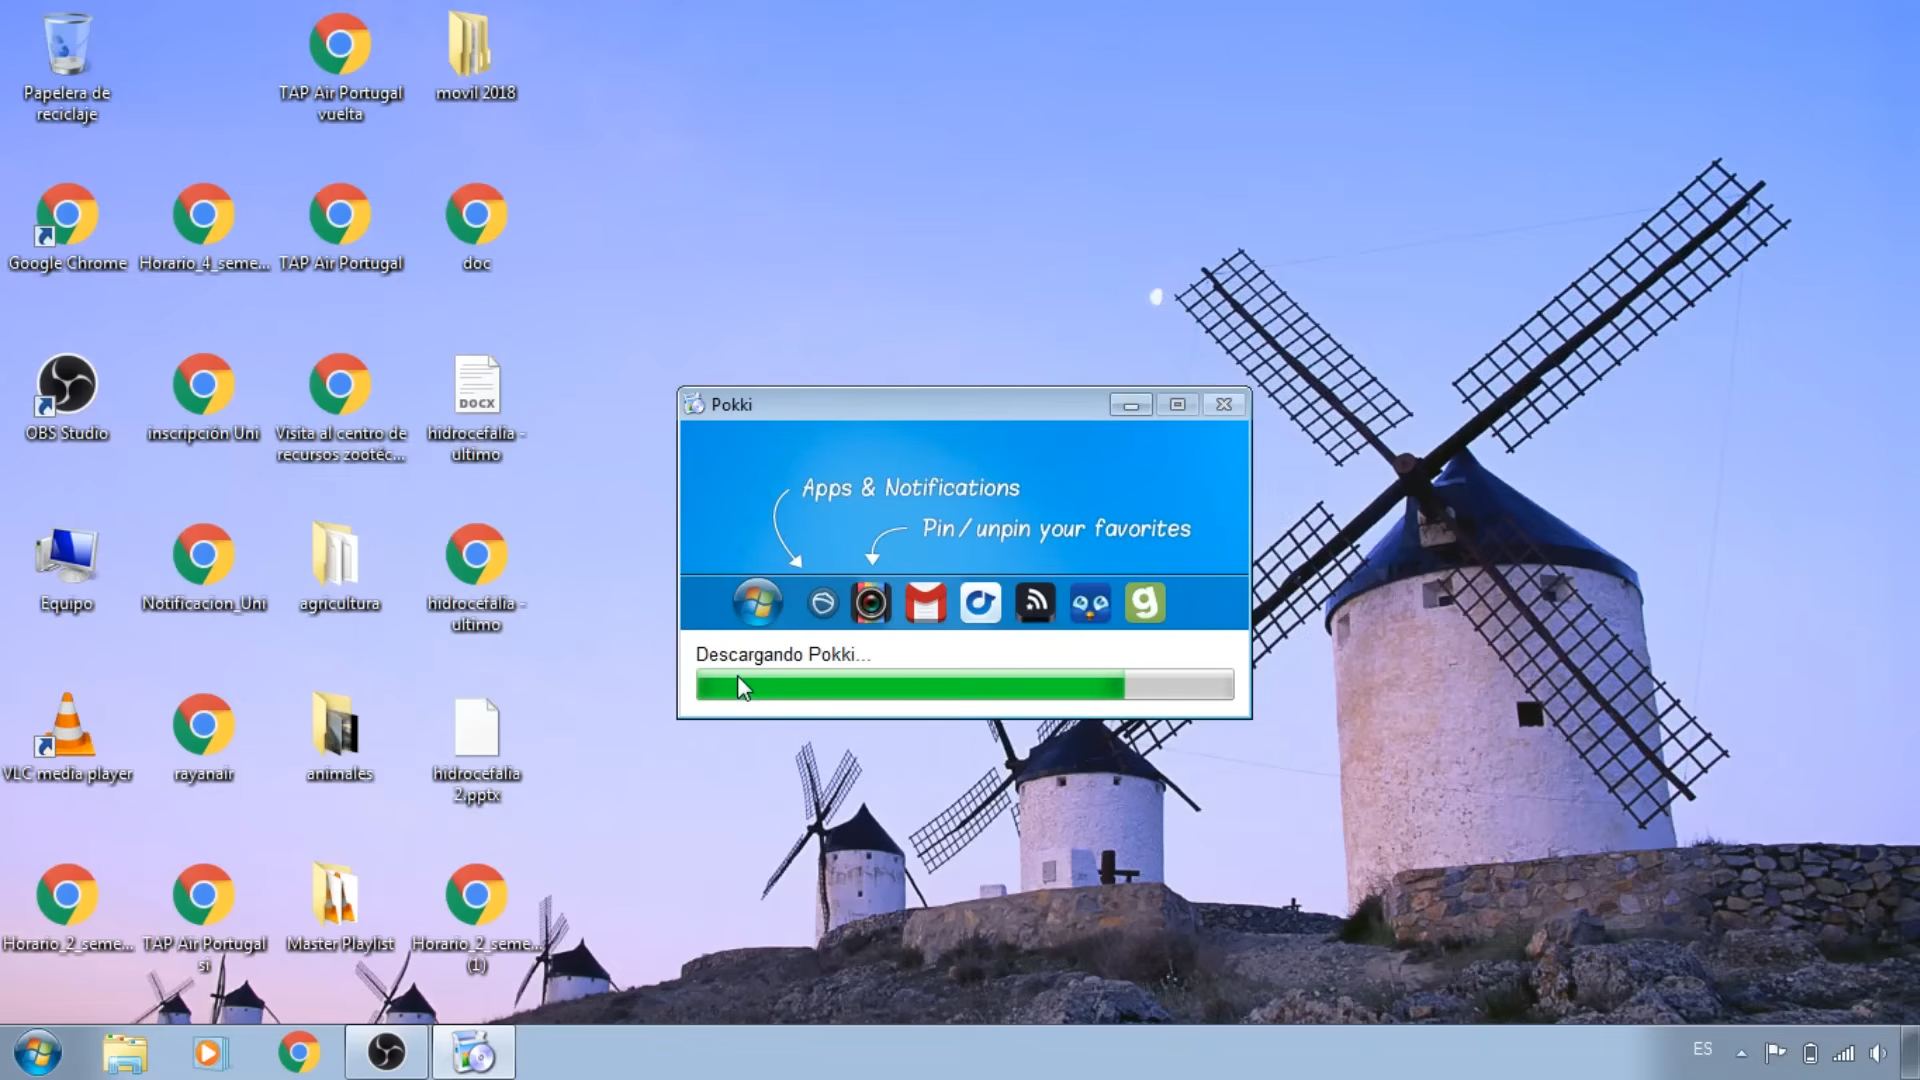 Papelera de
reciclaje
TAP Air Portugal
vuelta
movil 2018
Google Chrome
Horario_4_seme...
TAP Air Portugal
doc
OBS Studio
inscripción Uni
Visita al centro de
recursos zootéc...
DOCX
hidrocefalia -
ultimo
Equipo
Notificacion_Uni
agricultura
hidrocefalia -
ultimo
VLC media player
rayanair
animales
hidrocefalia
2.pptx
Horario_2_seme...
TAP Air Portugal
si
Master Playlist
Horario_2_seme...
(1)
Pokki
Apps & Notifications
Pin / unpin your favorites
g
Descargando Pokki...
ES